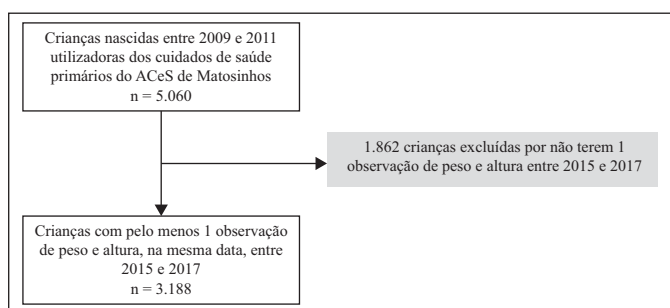 Crianças nascidas entre 2009 e 2011
utilizadoras dos cuidados de saúde
primários do ACeS de Matosinhos
n = 5.060
1.862 crianças excluídas por não terem 1
observação de peso e altura entre 2015 e 2017
Crianças com pelo menos 1 observação
de peso e altura, na mesma data, entre
2015 e 2017
n = 3.188